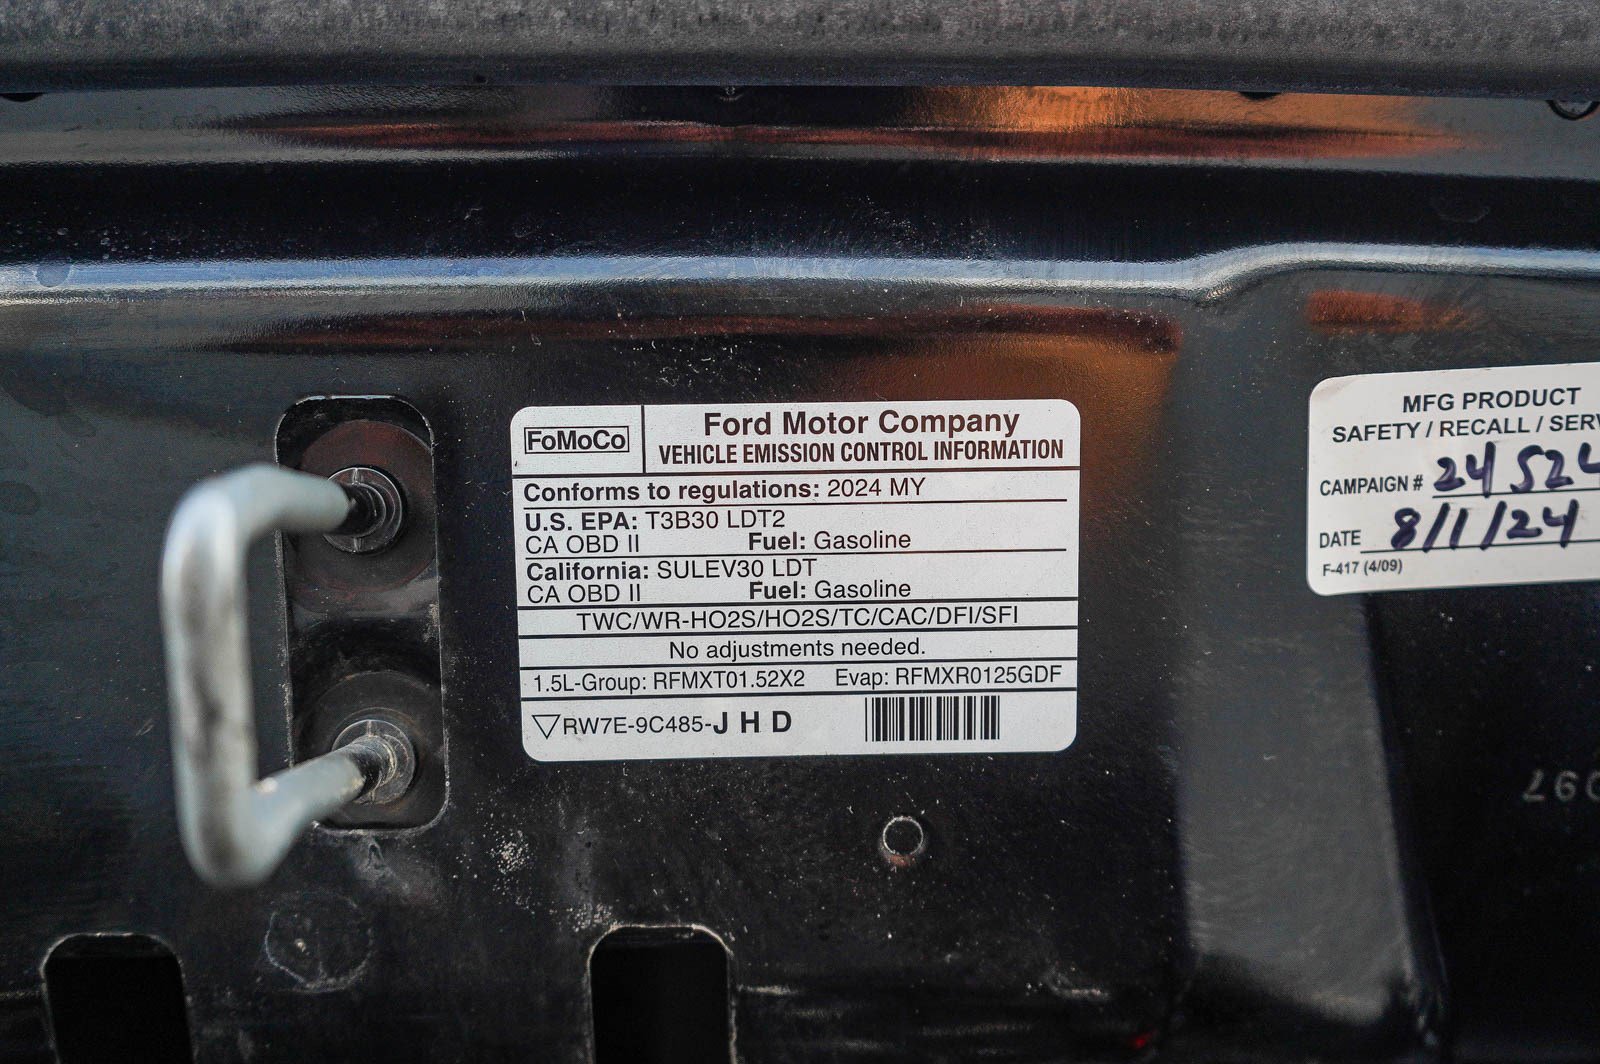 FoMoCo
Ford Motor Company
VEHICLE EMISSION CONTROL INFORMATION
Conforms to regulations: 2024 MY
U.S. EPA: T3B30 LDT2
CA OBD II Fuel: Gasoline
California: SULEV30 LDT
CA OBD II Fuel: Gasoline
TWC/WR-HO2S/HO2S/TC/CAC/DFI/SFI
No adjustments needed.
1.5L-Group: RFMXT01.52X2 Evap: RFMXR0125GDF
RW7E-9C485-J H D
MFG PRODUCT
SAFETY / RECALL / SERV
CAMPAIGN # 24 S24
DATE 8/1/24
F-417 (4/09)